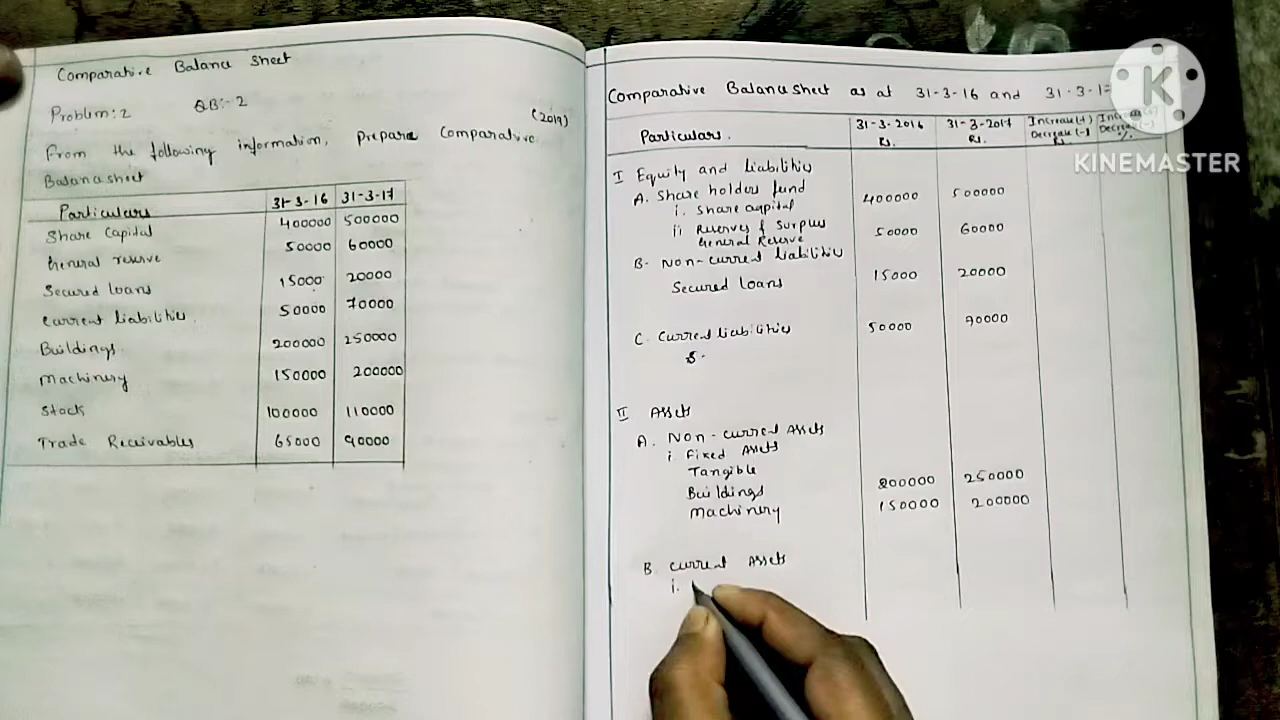 Comparative Balance Sheet
Problem: 2 QB:- 2
(2019)
From the following information, Prepare Comparative
Balance sheet
Particulars 31-3-16 31-3-17
Share Capital 400000 500000
General reserve 50000 60000
Secured loans 15000 20000
Current liabilities 50000 70000
Buildings 200000 250000
Machinery 150000 200000
Stock 100000 110000
Trade Receivables 65000 90000
Comparative Balance sheet as at 31-3-16 and
Particulars. 31-3-2016 Rs. 31-3-2017 Rs. Increase(+) Decrease(-) Rs.
I Equity and liabilities
A. Share holders fund
i. Share capital 400000 500000
ii Reserves & Surplus
General Reserve 50000 60000
B. Non-current liabilities
Secured loans 15000 20000
C. Current liabilities 50000 70000
II Assets
A. Non-current Assets
i. Fixed Assets
Tangible
Buildings 200000 250000
Machinery 150000 200000
B Current Assets
i.
K
KINEMASTER